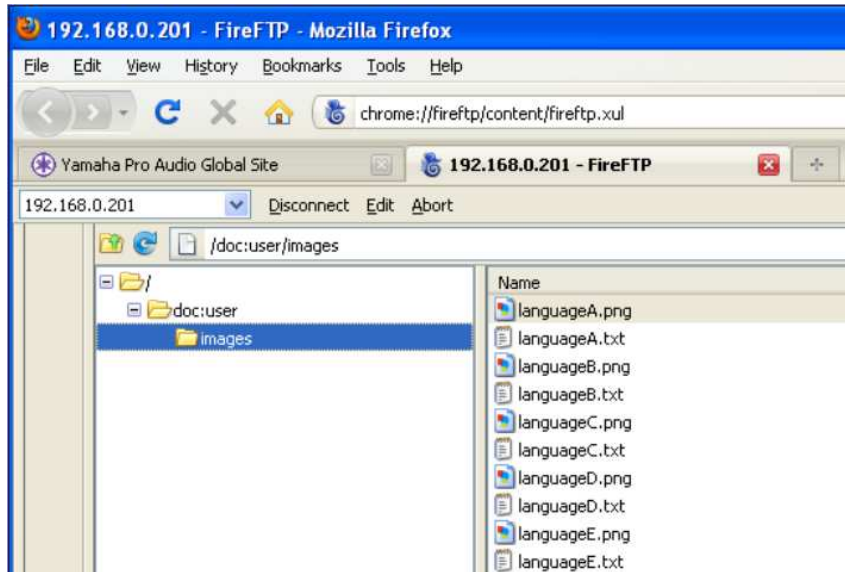 192.168.0.201 - FireFTP - Mozilla Firefox
File Edit View History Bookmarks Tools Help
chrome://fireftp/content/fireftp.xul
Yamaha Pro Audio Global Site 192.168.0.201 - FireFTP
192.168.0.201 Disconnect Edit Abort
/doc:user/images
/
doc:user
images
Name
languageA.png
languageA.txt
languageB.png
languageB.txt
languageC.png
languageC.txt
languageD.png
languageD.txt
languageE.png
languageE.txt